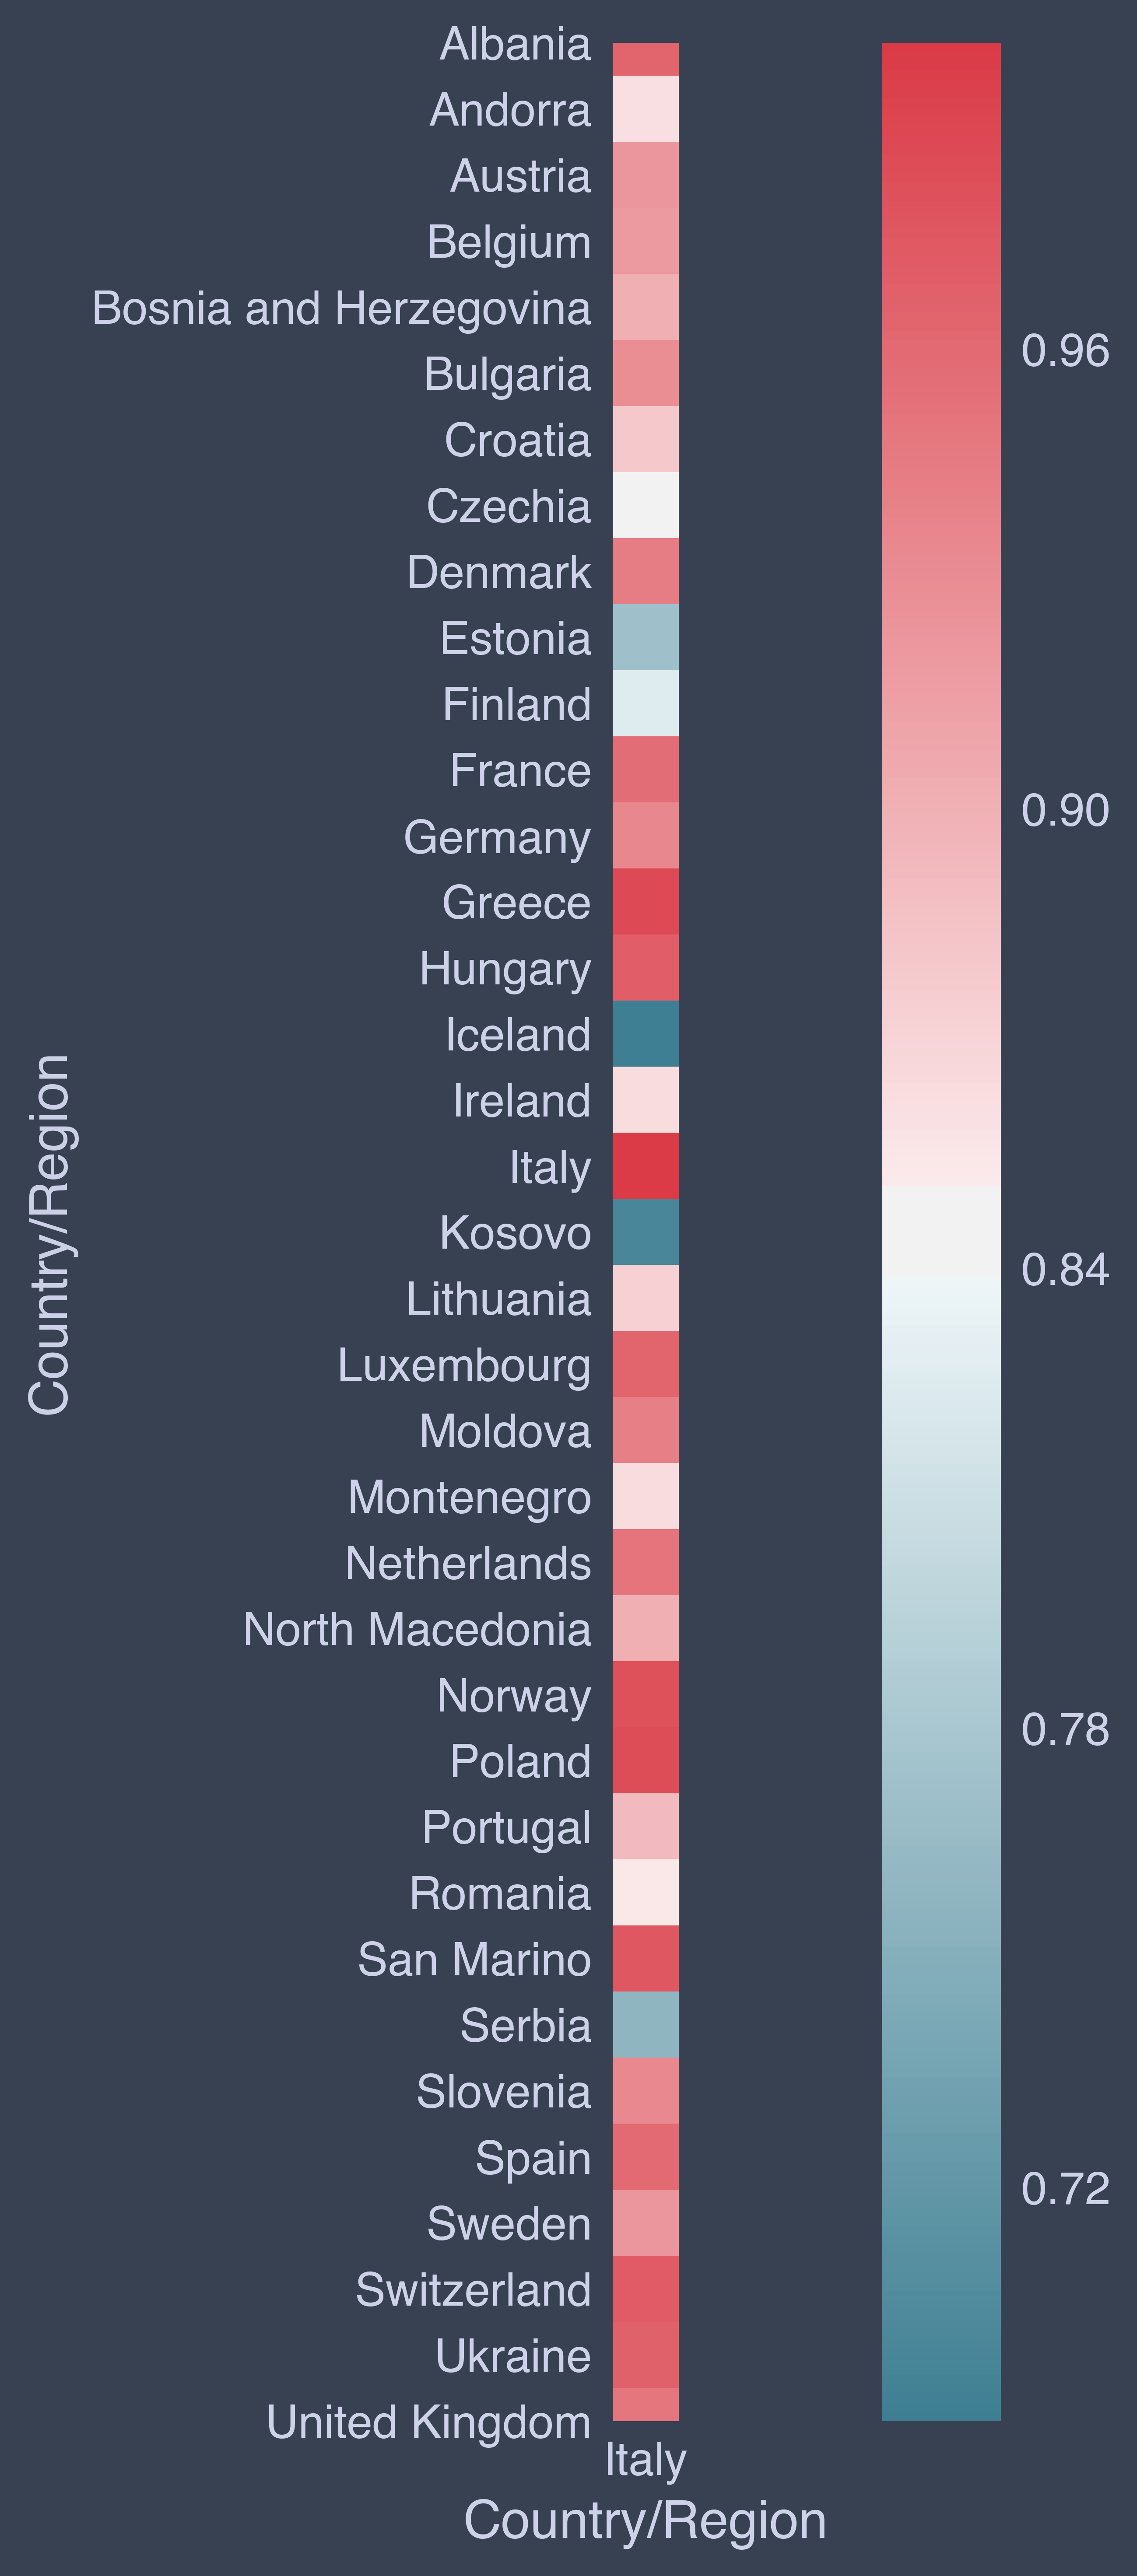 Albania
Andorra
Austria
Belgium
Bosnia and Herzegovina
Bulgaria
Croatia
Czechia
Denmark
Estonia
Finland
France
Germany
Greece
Hungary
Iceland
Ireland
Italy
Kosovo
Lithuania
Luxembourg
Moldova
Montenegro
Netherlands
North Macedonia
Norway
Poland
Portugal
Romania
San Marino
Serbia
Slovenia
Spain
Sweden
Switzerland
Ukraine
United Kingdom
Country/Region
Italy
Country/Region
0.96
0.90
0.84
0.78
0.72